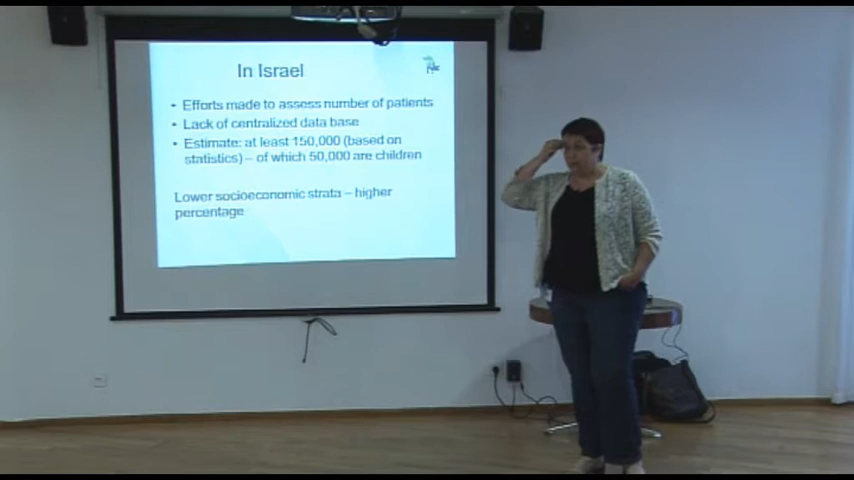 In Israel
• Efforts made to assess number of patients
• Lack of centralized data base
• Estimate: at least 150,000 (based on
statistics) – of which 50,000 are children
Lower socioeconomic strata – higher
percentage